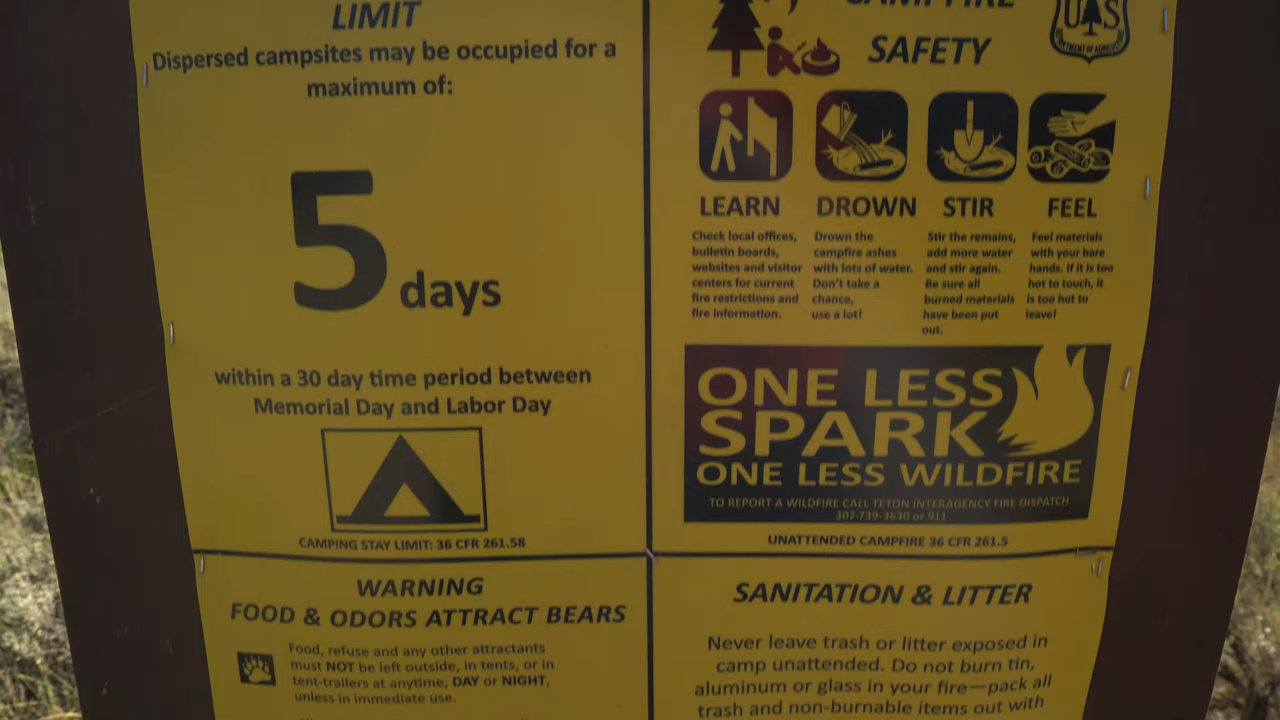 LIMIT
Dispersed campsites may be occupied for a
maximum of:
5 days
within a 30 day time period between
Memorial Day and Labor Day
CAMPING STAY LIMIT: 36 CFR 261.58
CAMPFIRE
SAFETY
UAS
DEPARTMENT OF AGRICULTURE
LEARN
Check local offices,
bulletin boards,
websites and visitor
centers for current
fire restrictions and
fire information.
DROWN
Drown the
campfire ashes
with lots of water.
Don't take a
chance,
use a lot!
STIR
Stir the remains,
add more water
and stir again.
Be sure all
burned materials
have been put
out.
FEEL
Feel materials
with your bare
hands. If it is too
hot to touch, it
is too hot to
leave!
ONE LESS
SPARK
ONE LESS WILDFIRE
TO REPORT A WILDFIRE CALL TETON INTERAGENCY FIRE DISPATCH
307-739-3630 or 911
UNATTENDED CAMPFIRE 36 CFR 261.5
WARNING
FOOD & ODORS ATTRACT BEARS
Food, refuse and any other attractants
must NOT be left outside, in tents, or in
tent-trailers at anytime, DAY or NIGHT,
unless in immediate use.
SANITATION & LITTER
Never leave trash or litter exposed in
camp unattended. Do not burn tin,
aluminum or glass in your fire—pack all
trash and non-burnable items out with